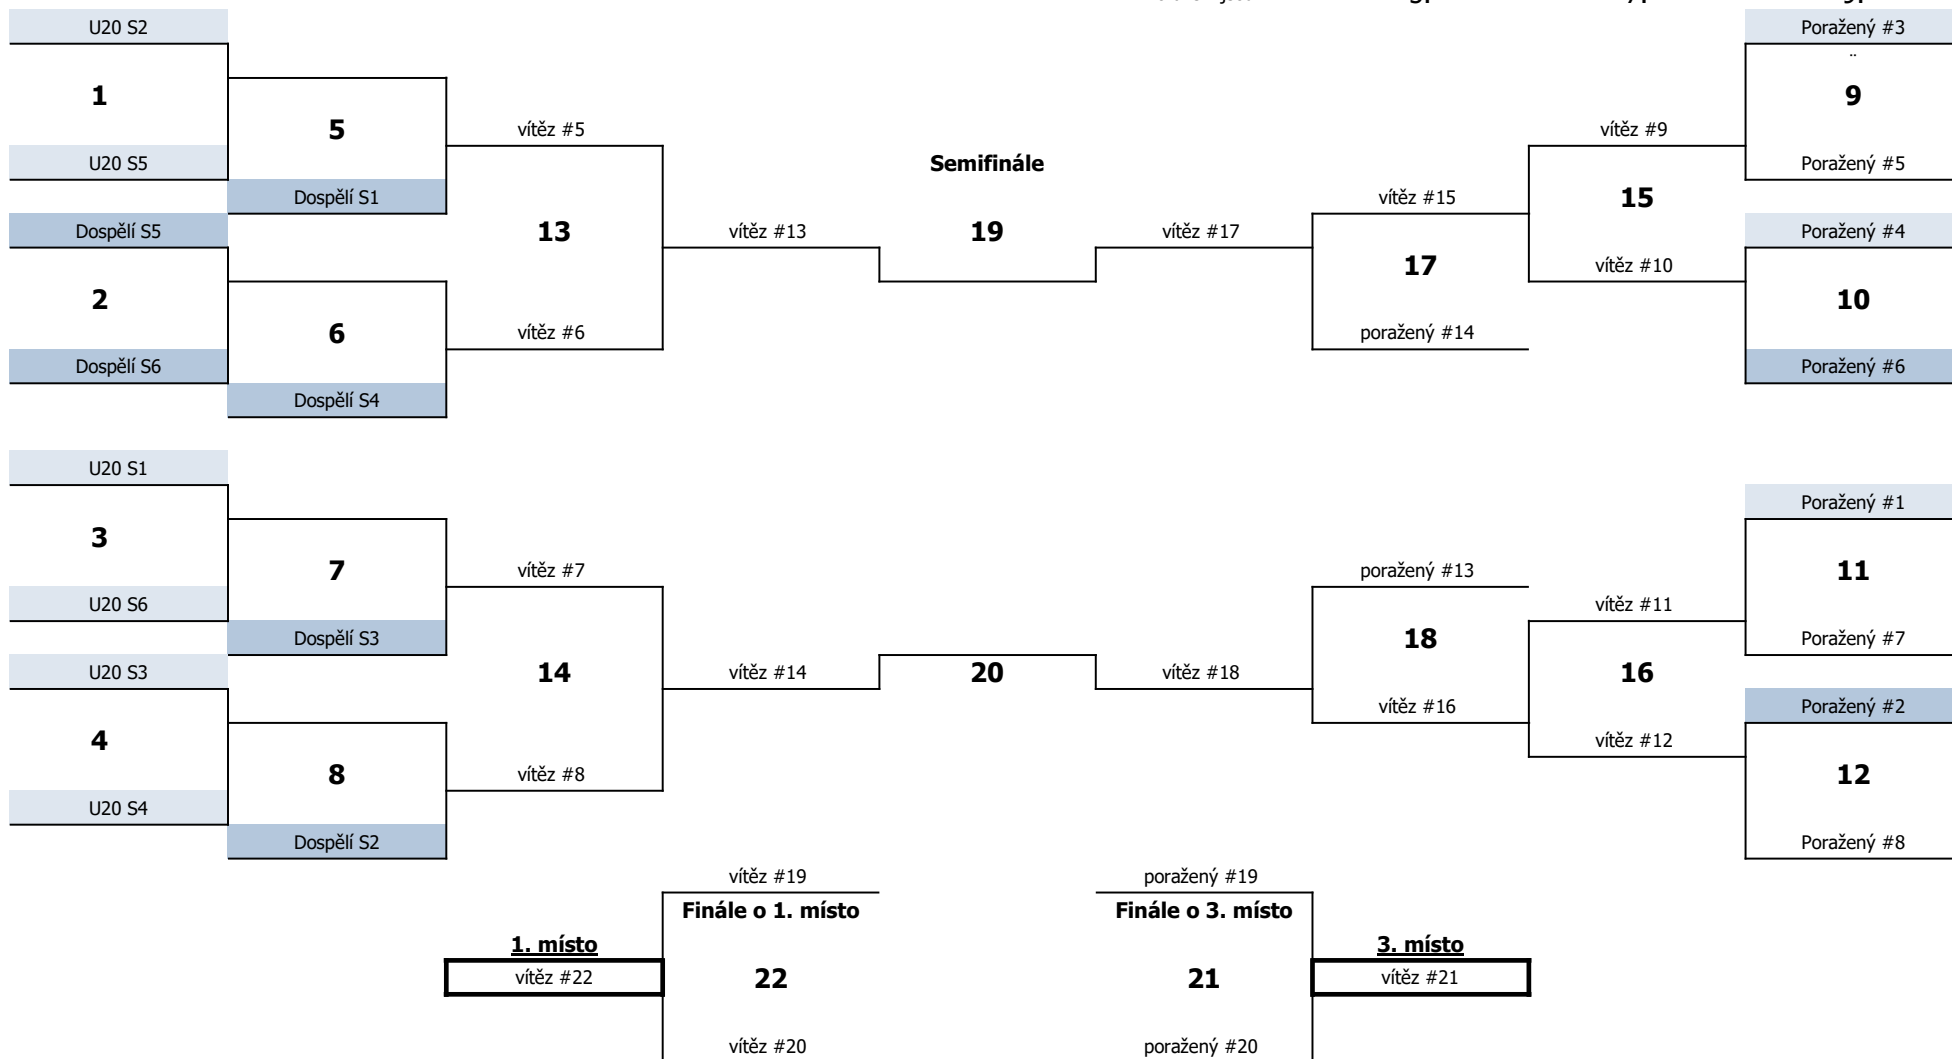 U20 S2
Poražený #3
1
9
5
vítěz #5
vítěz #9
U20 S5
Semifinále
Poražený #5
Dospělí S1
vítěz #15
15
Dospělí S5
13
vítěz #13
19
vítěz #17
Poražený #4
17
vítěz #10
2
10
6
vítěz #6
poražený #14
Dospělí S6
Poražený #6
Dospělí S4
U20 S1
Poražený #1
3
7
vítěz #7
poražený #13
11
U20 S6
vítěz #11
Dospělí S3
18
Poražený #7
U20 S3
14
vítěz #14
20
vítěz #18
16
vítěz #16
Poražený #2
4
vítěz #12
8
vítěz #8
12
U20 S4
Dospělí S2
Poražený #8
vítěz #19
poražený #19
Finále o 1. místo
Finále o 3. místo
1. místo
3. místo
vítěz #22
22
21
vítěz #21
vítěz #20
poražený #20